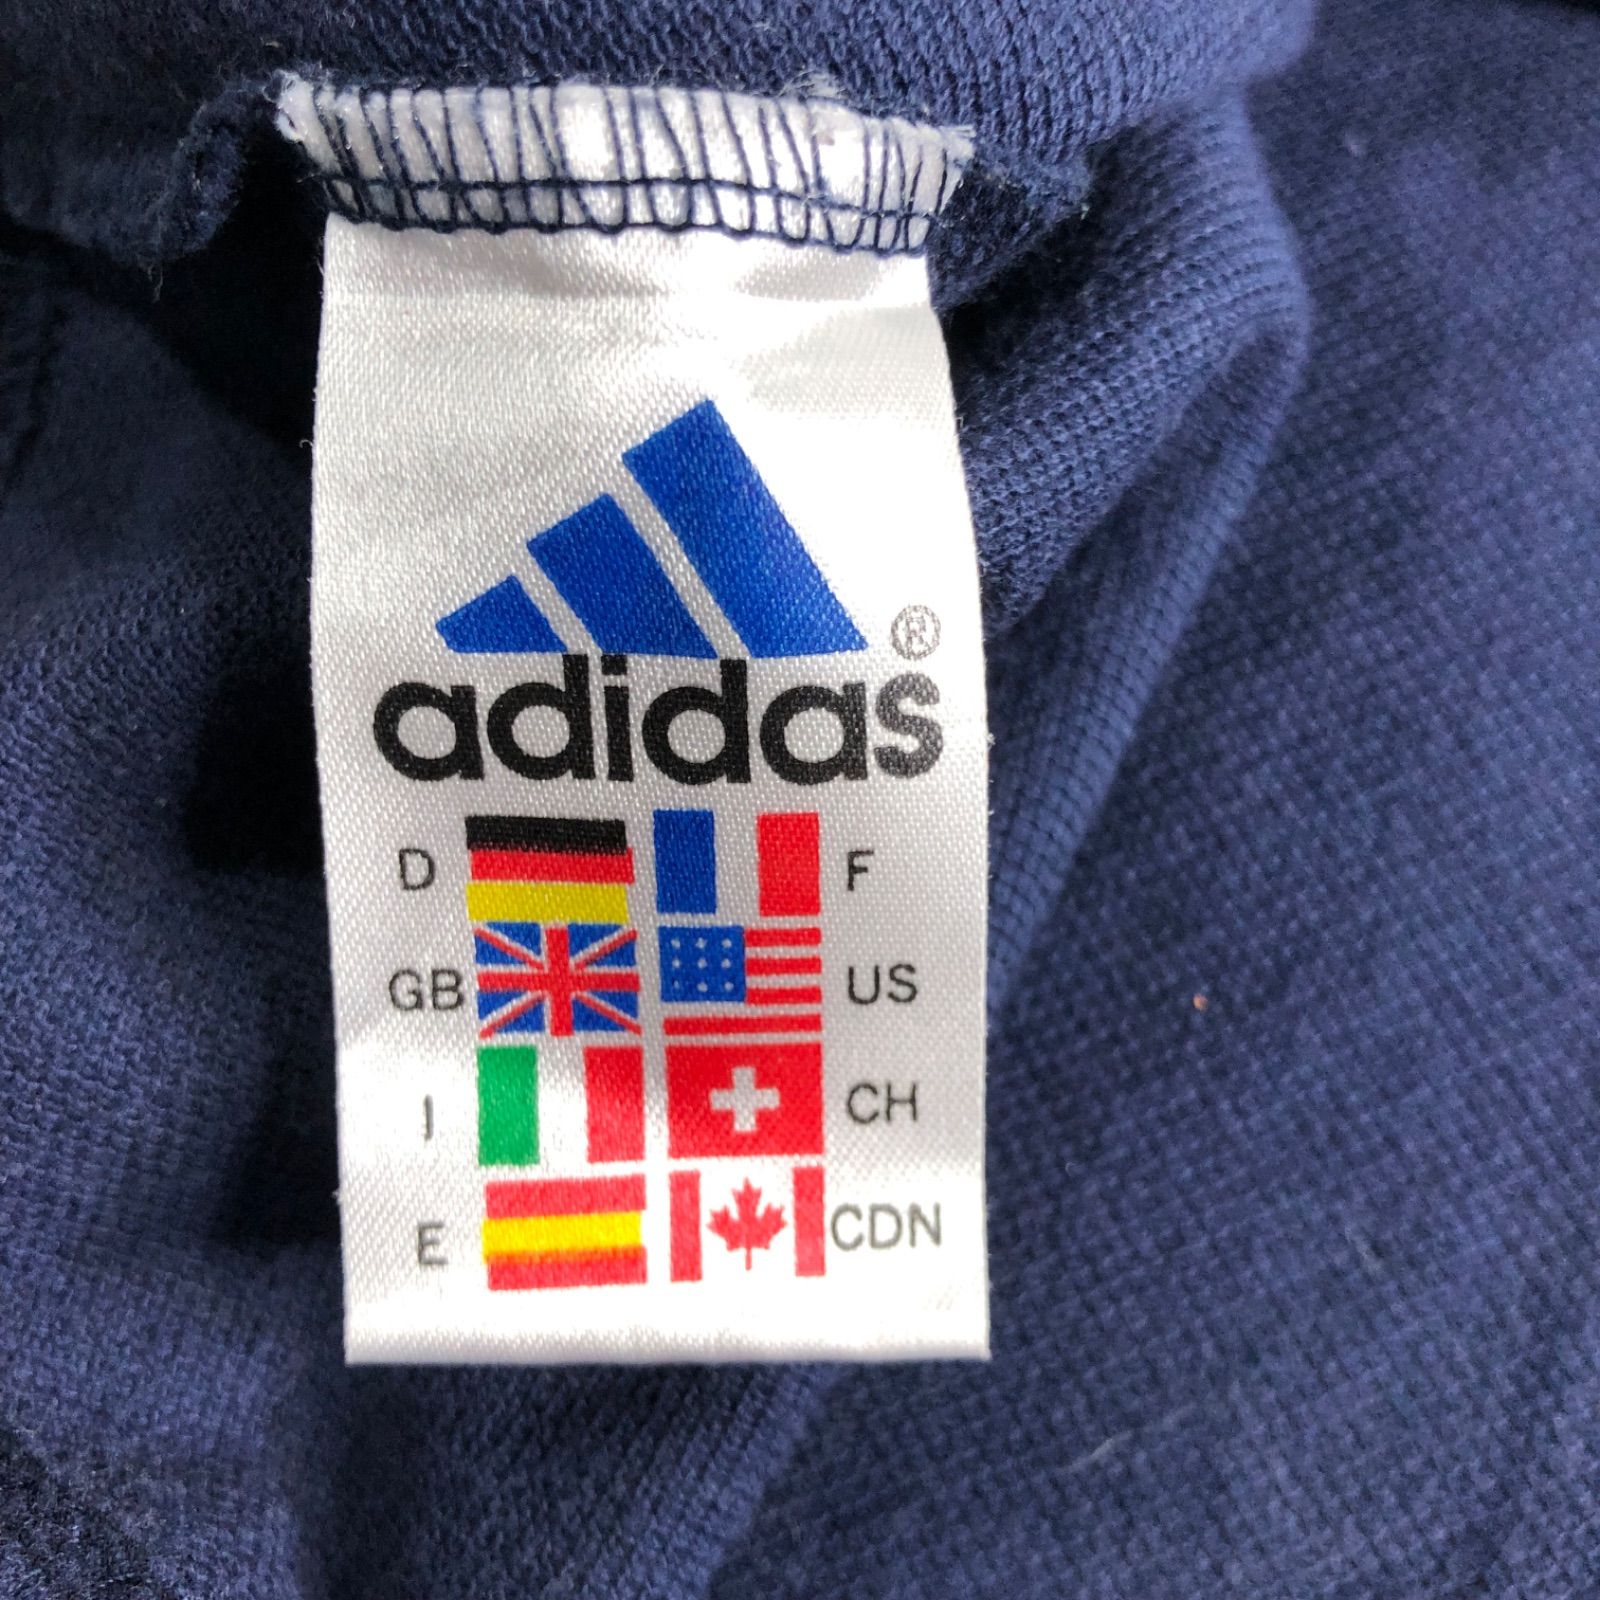 adidas®
D F
GB US
I CH
E CDN